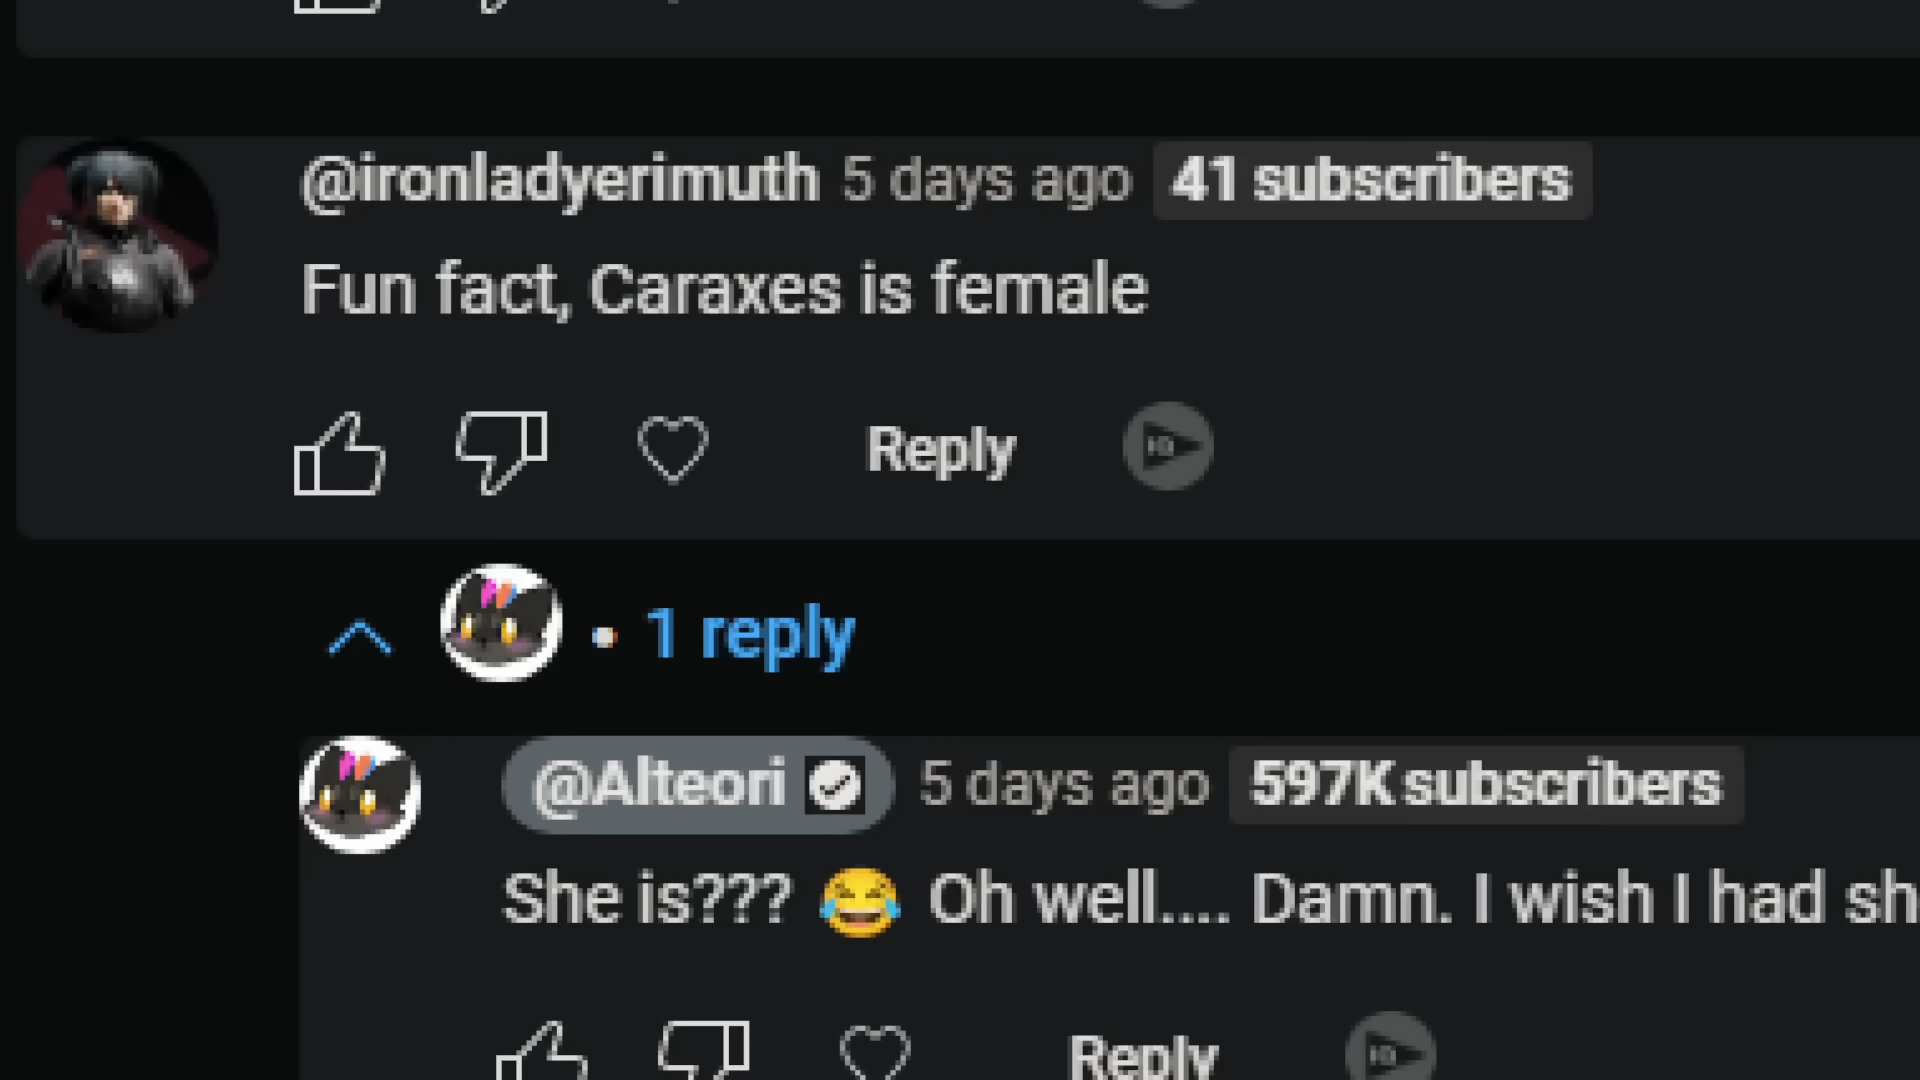 @ironladyerimuth 5 days ago 41 subscribers
Fun fact, Caraxes is female
Reply
1 reply
@Alteori 5 days ago 597K subscribers
She is??? 😂 Oh well.... Damn. I wish I had sh
Reply